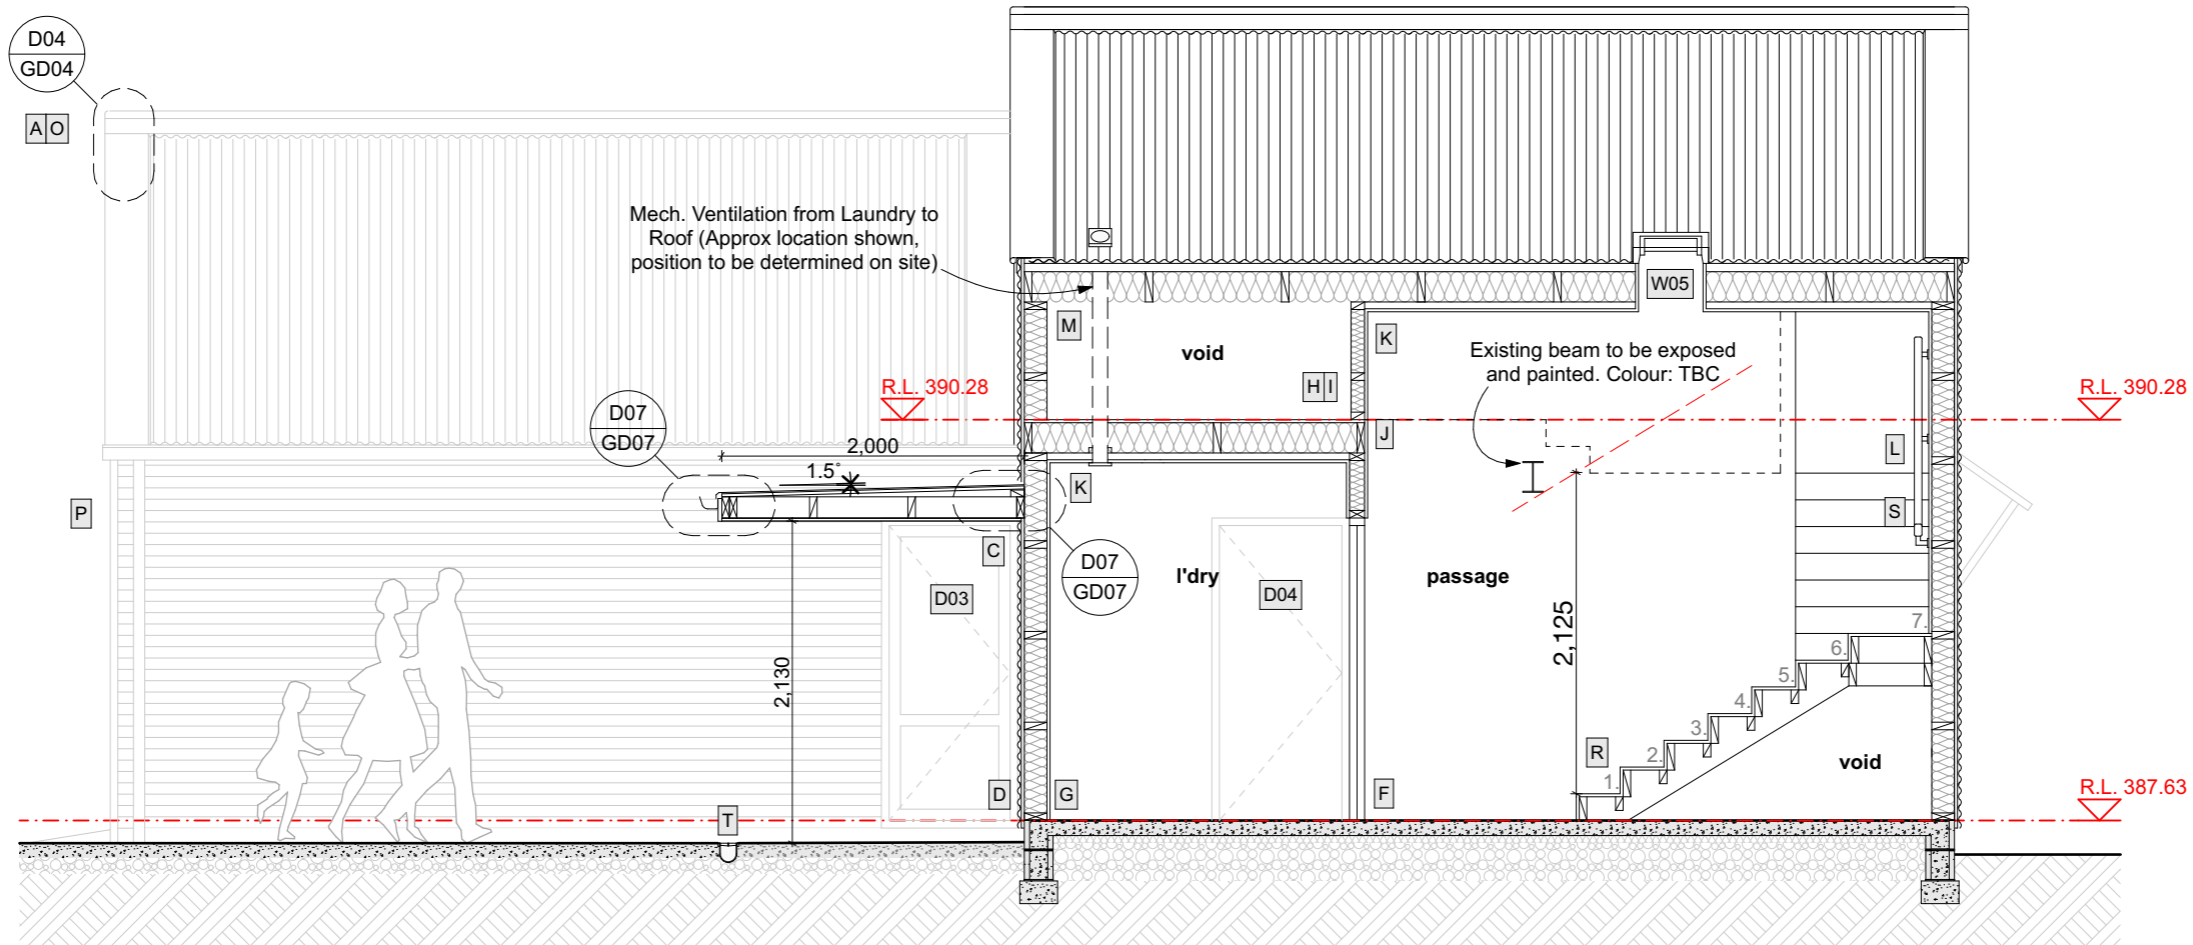 D04
GD04
A O
Mech. Ventilation from Laundry to
Roof (Approx location shown,
position to be determined on site)
W05
M
void
K
Existing beam to be exposed
and painted. Colour: TBC
H I
R.L. 390.28
R.L. 390.28
D07
GD07
2,000
1.5°
J
L
K
P
S
C
D07
GD07
l'dry
passage
D03
D04
2,125
2,130
7.
6.
5.
4.
3.
2.
1.
R
void
D
G
F
T
R.L. 387.63